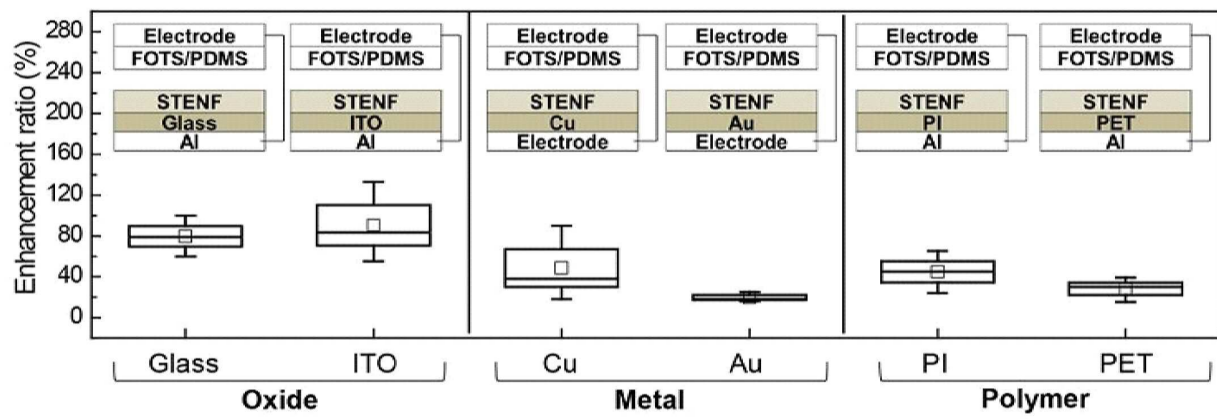 Enhancement ratio (%)
280
240
200
160
120
80
40
0
Electrode
FOTS/PDMS
STENF
Glass
Al
Electrode
FOTS/PDMS
STENF
ITO
Al
Electrode
FOTS/PDMS
STENF
Cu
Electrode
Electrode
FOTS/PDMS
STENF
Au
Electrode
Electrode
FOTS/PDMS
STENF
PI
Al
Electrode
FOTS/PDMS
STENF
PET
Al
Glass ITO Cu Au PI PET
Oxide Metal Polymer